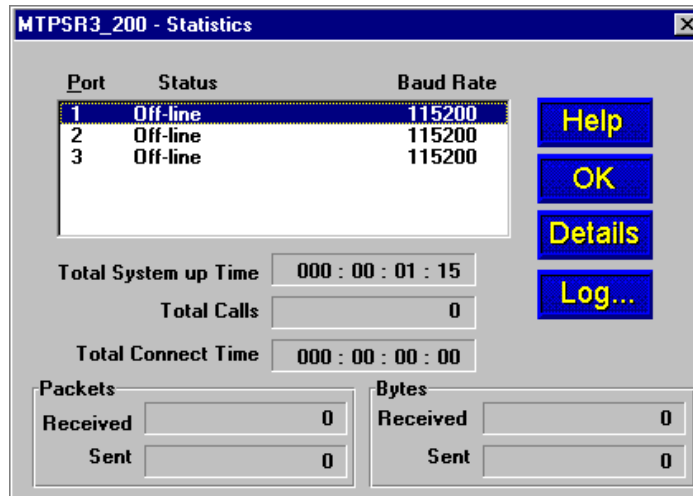 MTPSR3_200 - Statistics
Port Status Baud Rate
1 Off-line 115200
2 Off-line 115200
3 Off-line 115200
Help
OK
Details
Log...
Total System up Time 000 : 00 : 01 : 15
Total Calls 0
Total Connect Time 000 : 00 : 00 : 00
Packets
Received 0
Sent 0
Bytes
Received 0
Sent 0